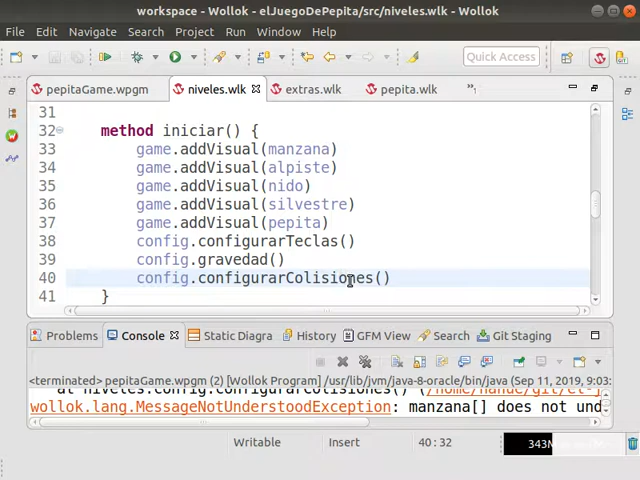 workspace - Wollok - elJuegoDePepita/src/niveles.wlk - Wollok
File Edit Navigate Search Project Run Window Help
Quick Access
pepitaGame.wpgm niveles.wlk extras.wlk pepita.wlk
31
32 method iniciar() {
33 game.addVisual(manzana)
34 game.addVisual(alpiste)
35 game.addVisual(nido)
36 game.addVisual(silvestre)
37 game.addVisual(pepita)
38 config.configurarTeclas()
39 config.gravedad()
40 config.configurarColisiones()
41 }
Problems Console Static Diagra History GFM View Search Git Staging
<terminated> pepitaGame.wpgm (2) [Wollok Program] /usr/lib/jvm/java-8-oracle/bin/java (Sep 11, 2019, 9:03:
at niveles.config.configurarColisiones()
wollok.lang.MessageNotUnderstoodException: manzana[] does not und
Writable Insert 40 : 32 343M